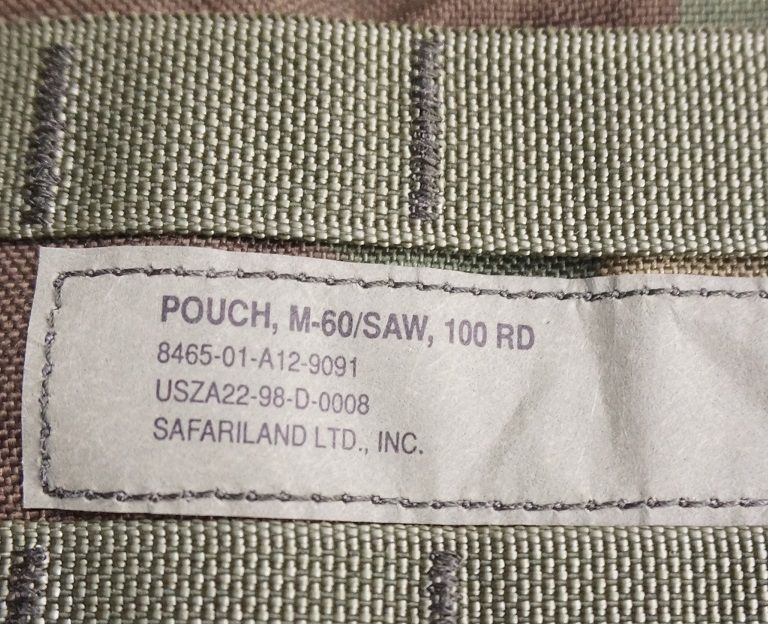 POUCH, M-60/SAW, 100 RD
8465-01-A12-9091
USZA22-98-D-0008
SAFARILAND LTD., INC.